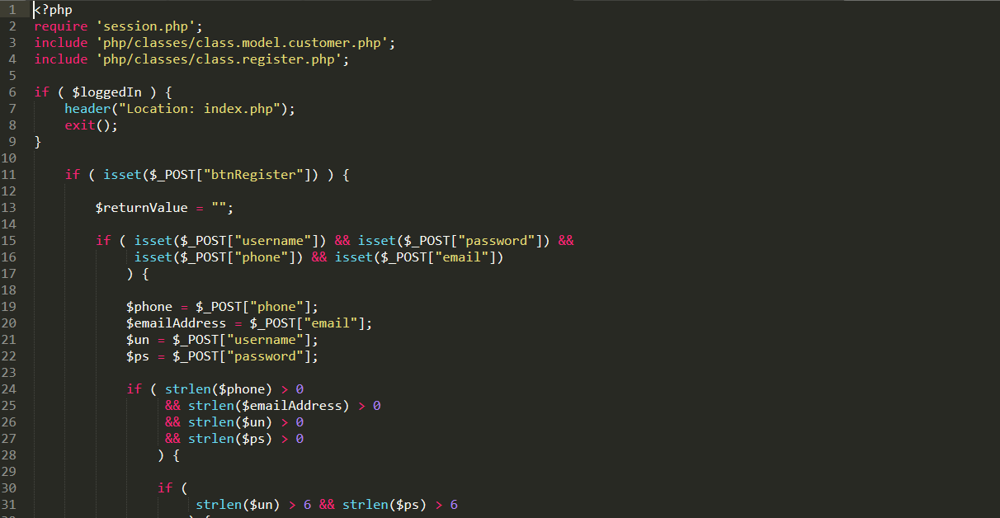 1 <?php
2 require 'session.php';
3 include 'php/classes/class.model.customer.php';
4 include 'php/classes/class.register.php';
5
6 if ( $loggedIn ) {
7     header("Location: index.php");
8     exit();
9 }
10
11     if ( isset($_POST["btnRegister"]) ) {
12
13         $returnValue = "";
14
15         if ( isset($_POST["username"]) && isset($_POST["password"]) &&
16              isset($_POST["phone"]) && isset($_POST["email"])
17             ) {
18
19             $phone = $_POST["phone"];
20             $emailAddress = $_POST["email"];
21             $un = $_POST["username"];
22             $ps = $_POST["password"];
23
24             if ( strlen($phone) > 0
25                  && strlen($emailAddress) > 0
26                  && strlen($un) > 0
27                  && strlen($ps) > 0
28                 ) {
29
30                 if (
31                      strlen($un) > 6 && strlen($ps) > 6